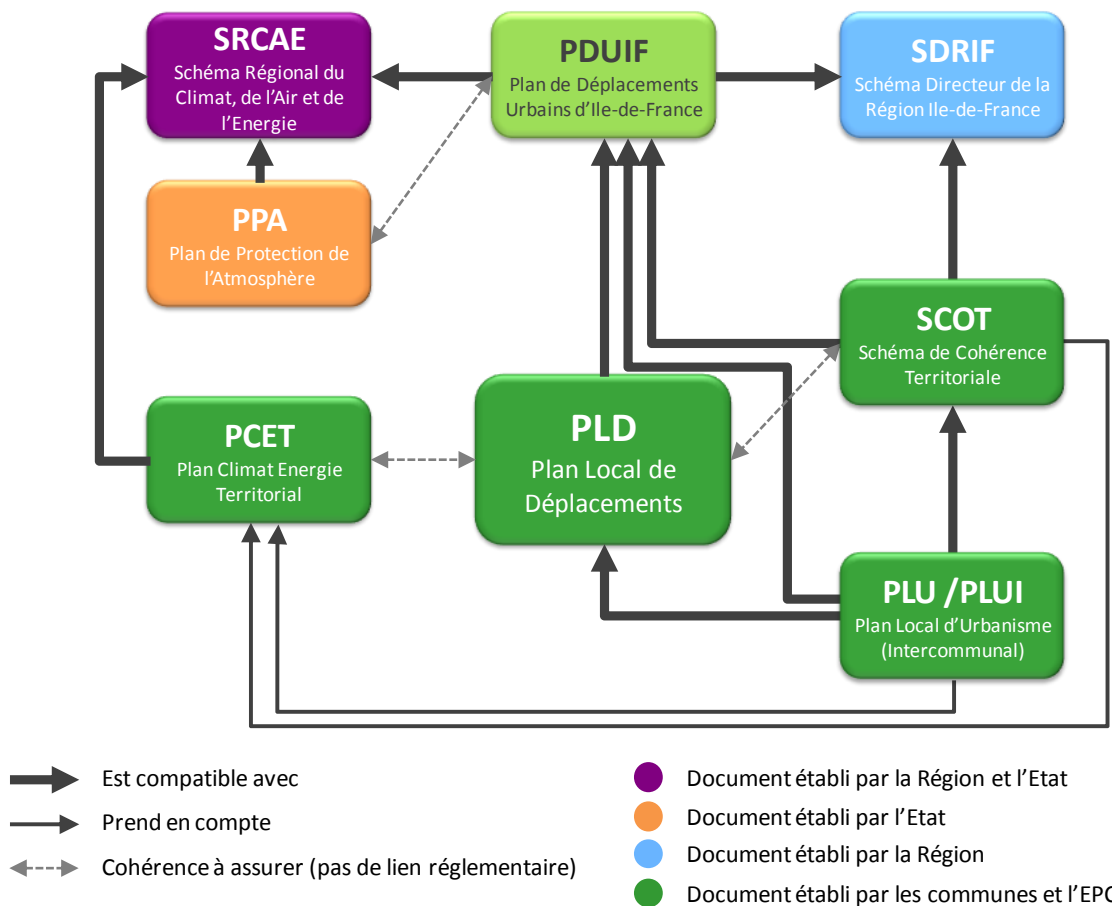 SRCAE
Schéma Régional du
Climat, de l'Air et de
l'Energie
PDUIF
Plan de Déplacements
Urbains d'Ile-de-France
SDRIF
Schéma Directeur de la
Région Ile-de-France
PPA
Plan de Protection de
l'Atmosphère
SCOT
Schéma de Cohérence
Territoriale
PCET
Plan Climat Energie
Territorial
PLD
Plan Local de
Déplacements
PLU /PLUI
Plan Local d'Urbanisme
(Intercommunal)
Est compatible avec
Prend en compte
Cohérence à assurer (pas de lien réglementaire)
Document établi par la Région et l'Etat
Document établi par l'Etat
Document établi par la Région
Document établi par les communes et l'EPC